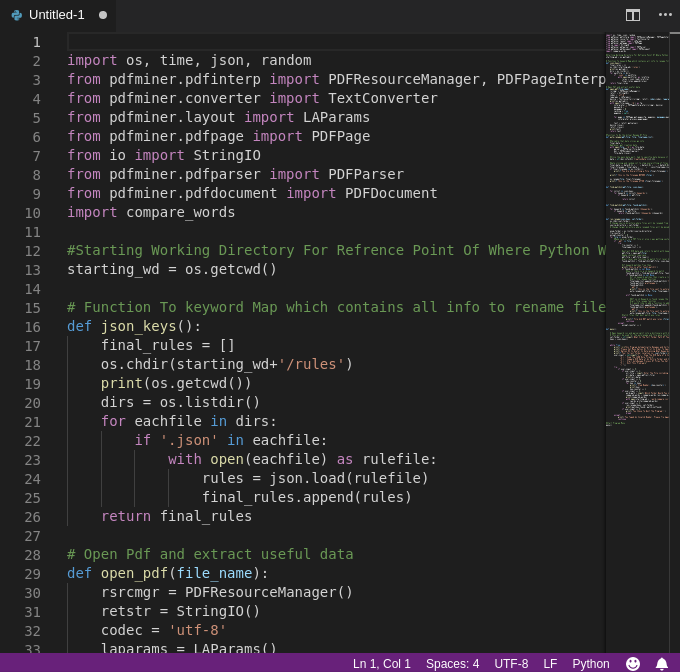 Untitled-1
1
2 import os, time, json, random
3 from pdfminer.pdfinterp import PDFResourceManager, PDFPageInterp
4 from pdfminer.converter import TextConverter
5 from pdfminer.layout import LAParams
6 from pdfminer.pdfpage import PDFPage
7 from io import StringIO
8 from pdfminer.pdfparser import PDFParser
9 from pdfminer.pdfdocument import PDFDocument
10 import compare_words
11
12 #Starting Working Directory For Refrence Point Of Where Python W
13 starting_wd = os.getcwd()
14
15 # Function To keyword Map which contains all info to rename file
16 def json_keys():
17     final_rules = []
18     os.chdir(starting_wd+'/rules')
19     print(os.getcwd())
20     dirs = os.listdir()
21     for eachfile in dirs:
22         if '.json' in eachfile:
23             with open(eachfile) as rulefile:
24                 rules = json.load(rulefile)
25                 final_rules.append(rules)
26     return final_rules
27
28 # Open Pdf and extract useful data
29 def open_pdf(file_name):
30     rsrcmgr = PDFResourceManager()
31     retstr = StringIO()
32     codec = 'utf-8'
33     laparams = LAParams()
Ln 1, Col 1 Spaces: 4 UTF-8 LF Python